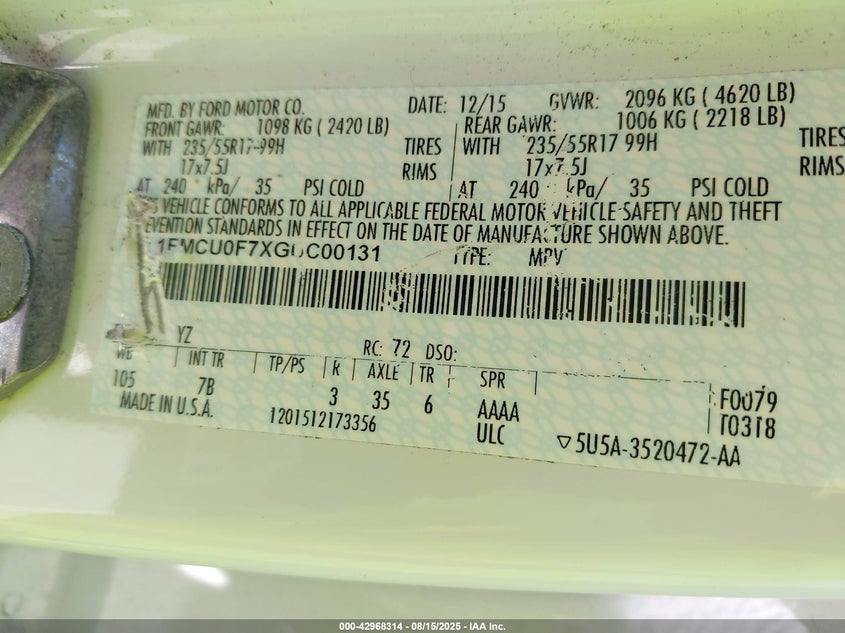 MFD. BY FORD MOTOR CO. DATE: 12/15 GVWR: 2096 KG ( 4620 LB)
FRONT GAWR: 1098 KG ( 2420 LB) REAR GAWR: 1006 KG ( 2218 LB)
WITH 235/55R17 99H TIRES WITH 235/55R17 99H TIRES
17x7.5J RIMS 17x7.5J RIMS
AT 240 kPa/ 35 PSI COLD AT 240 kPa/ 35 PSI COLD
VEHICLE CONFORMS TO ALL APPLICABLE FEDERAL MOTOR VEHICLE SAFETY AND THEFT
PREVENTION STANDARDS IN EFFECT ON THE DATE OF MANUFACTURE SHOWN ABOVE.
TYPE: MPV
YZ
RC: 72 DSO:
WB INT TR TP/PS R AXLE TR SPR
105 7B 3 35 6 AAAA F0079
MADE IN U.S.A. 1201512173356 ULC T0318
▽5U5A-3520472-AA
000-42968314 - 08/15/2025 - IAA Inc.